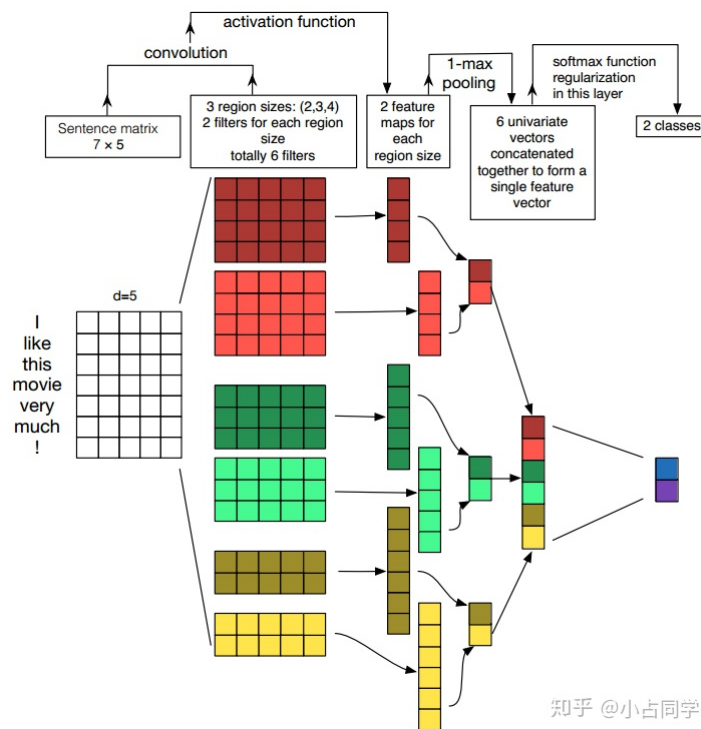 activation function
convolution
1-max
pooling
softmax function
regularization
in this layer
Sentence matrix
7 × 5
3 region sizes: (2,3,4)
2 filters for each region
size
totally 6 filters
2 feature
maps for
each
region size
6 univariate
vectors
concatenated
together to form a
single feature
vector
2 classes
d=5
I
like
this
movie
very
much
!
知乎 @小占同学